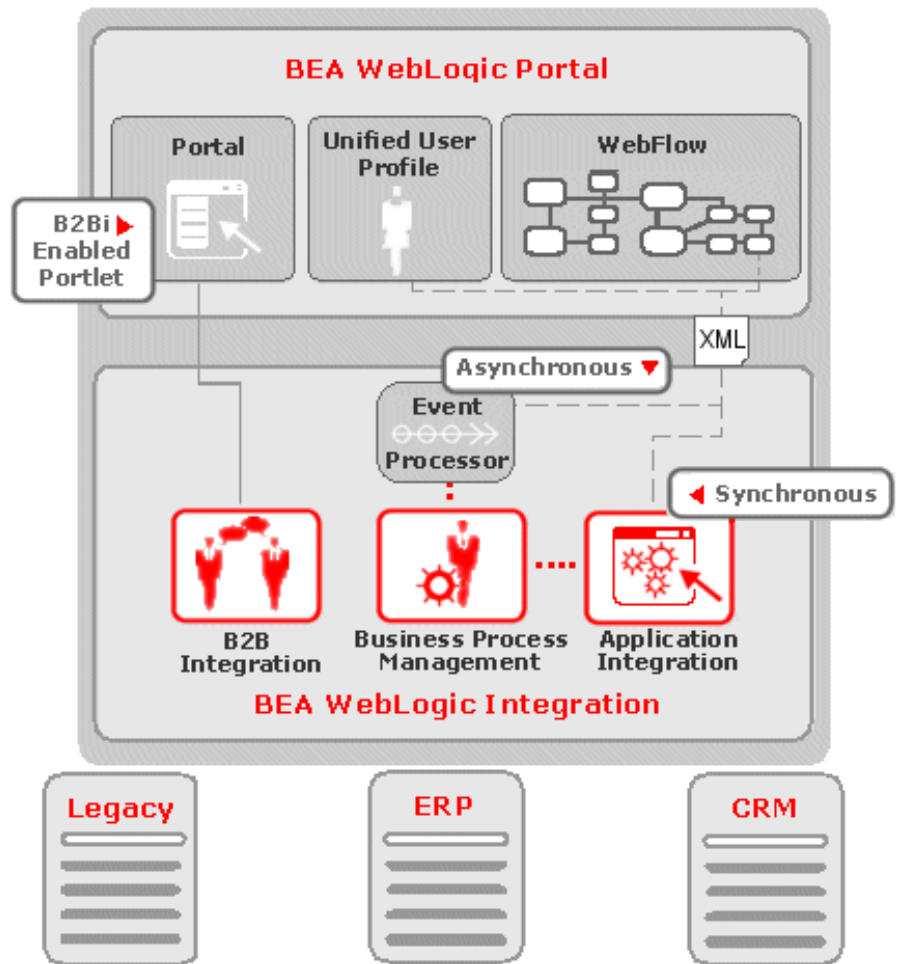 BEA WebLogic Portal
Portal
Unified User
Profile
WebFlow
B2Bi
Enabled
Portlet
XML
Asynchronous
Event
Processor
Synchronous
B2B
Integration
Business Process
Management
Application
Integration
BEA WebLogic Integration
Legacy
ERP
CRM